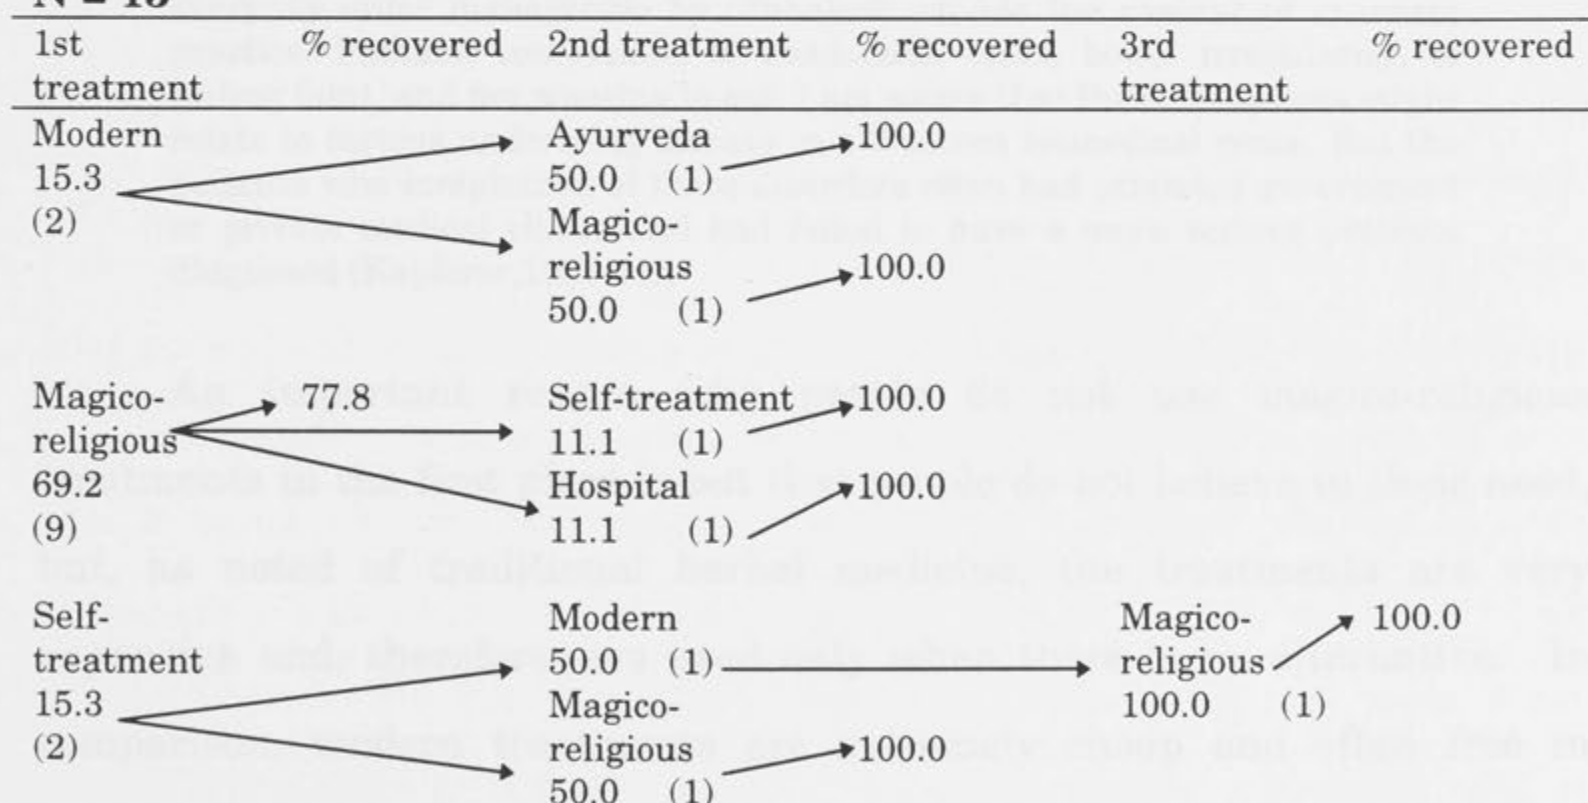 N = 13
1st % recovered 2nd treatment % recovered 3rd % recovered
treatment treatment
Modern Ayurveda 100.0
15.3 50.0 (1)
(2) Magico-
religious 100.0
50.0 (1)
Magico- 77.8 Self-treatment 100.0
religious 11.1 (1)
69.2 Hospital 100.0
(9) 11.1 (1)
Self- Modern Magico- 100.0
treatment 50.0 (1) religious
15.3 Magico- 100.0 (1)
(2) religious 100.0
50.0 (1)